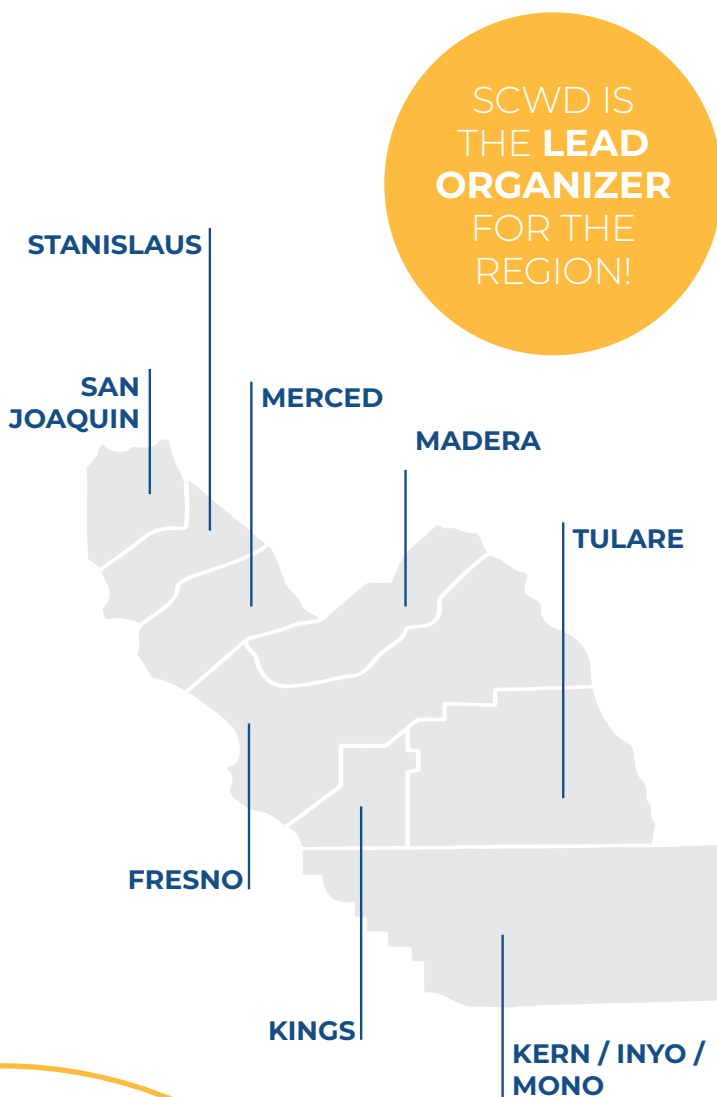 SCWD IS
THE LEAD
ORGANIZER
FOR THE
REGION!
STANISLAUS
SAN
JOAQUIN
MERCED
MADERA
TULARE
FRESNO
KINGS
KERN / INYO /
MONO